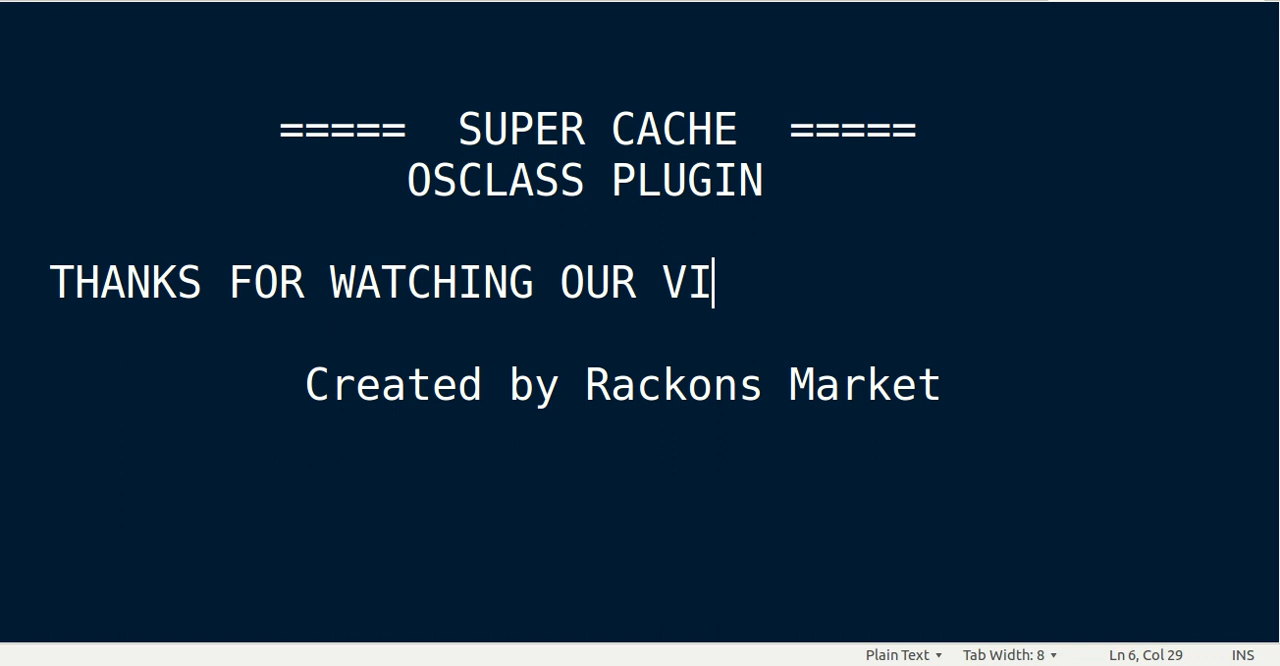 ===== SUPER CACHE =====
OSCLASS PLUGIN
THANKS FOR WATCHING OUR VI
Created by Rackons Market
Plain Text Tab Width: 8 Ln 6, Col 29 INS